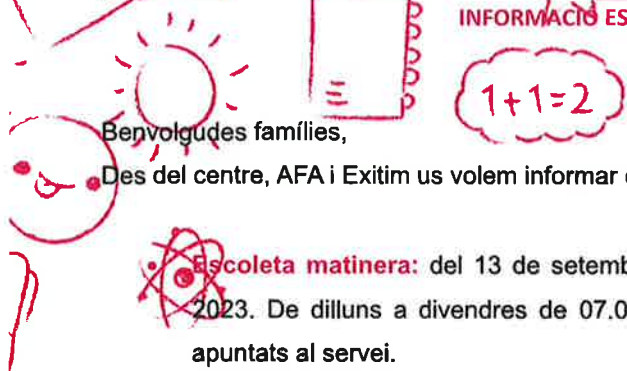 INFORMACIÓ ES
1+1=2
Benvolgudes famílies,
Des del centre, AFA i Exitim us volem informar
Escoleta matinera: del 13 de setemb
2023. De dilluns a divendres de 07.0
apuntats al servei.